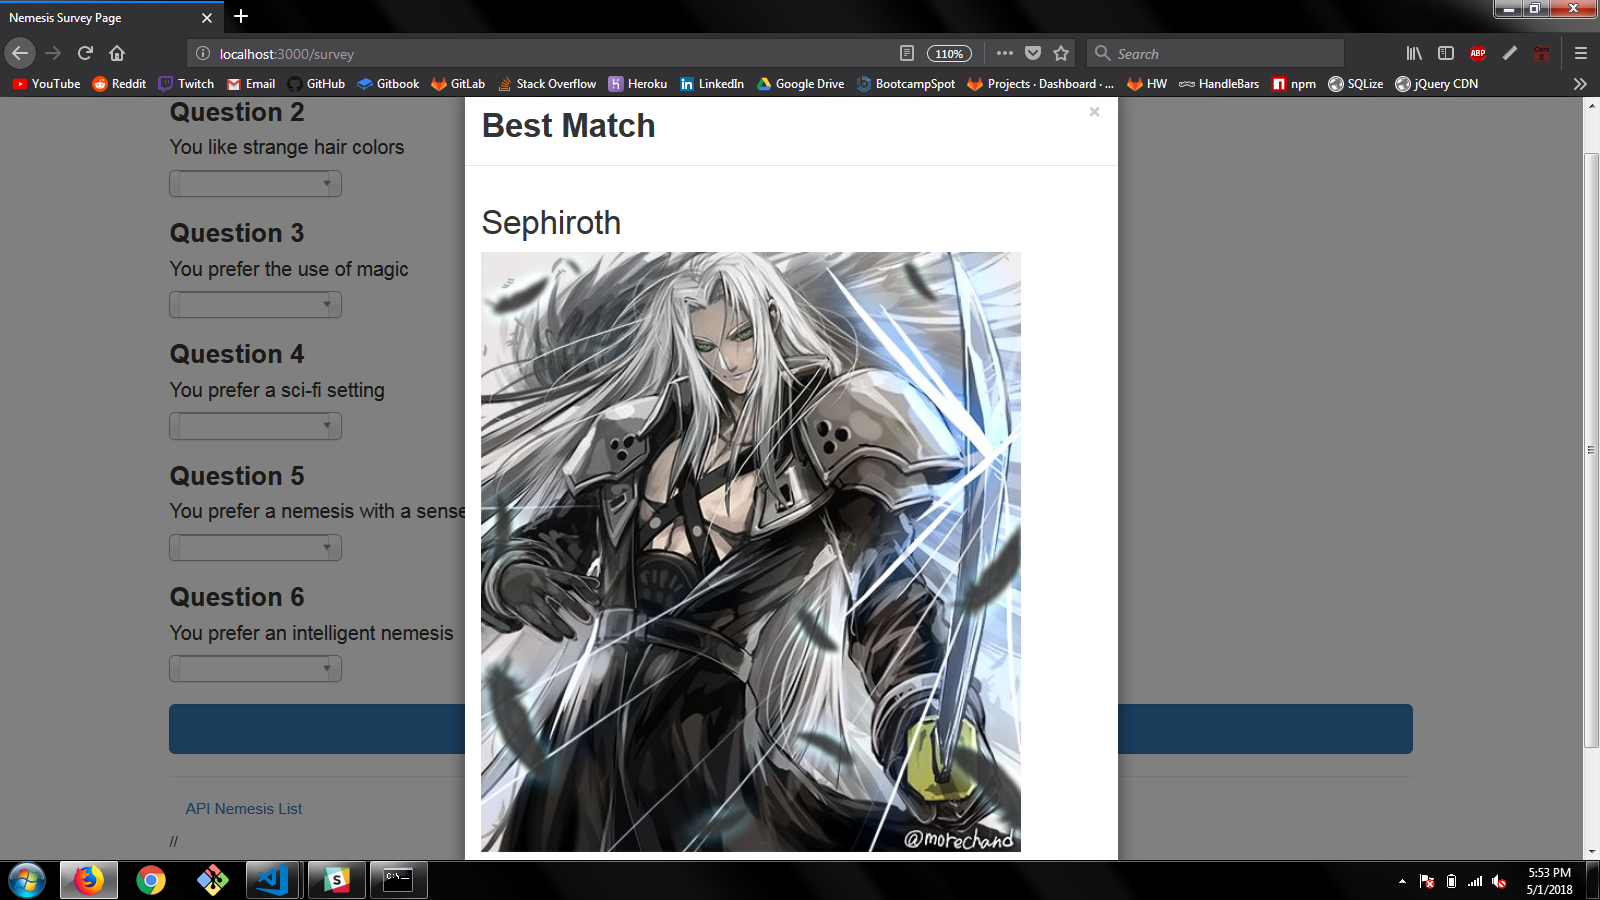 Nemesis Survey Page
localhost:3000/survey
110%
Search
ABP
YouTube
Reddit
Twitch
Email
GitHub
Gitbook
GitLab
Stack Overflow
Heroku
LinkedIn
Google Drive
BootcampSpot
Projects · Dashboard · ...
HW
HandleBars
npm
SQLize
jQuery CDN
Question 2
You like strange hair colors
Question 3
You prefer the use of magic
Question 4
You prefer a sci-fi setting
Question 5
You prefer a nemesis with a sense
Question 6
You prefer an intelligent nemesis
API Nemesis List
//
Best Match
×
Sephiroth
@morechand
5:53 PM
5/1/2018